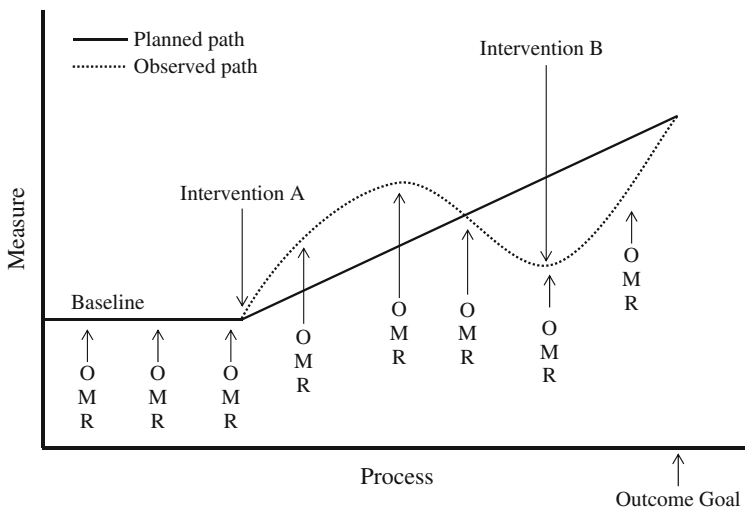 Planned path
Observed path
Intervention B
Intervention A
Measure
Baseline
O
M
R
O
M
R
O
M
R
O
M
R
O
M
R
O
M
R
O
M
R
O
M
R
Process
Outcome Goal